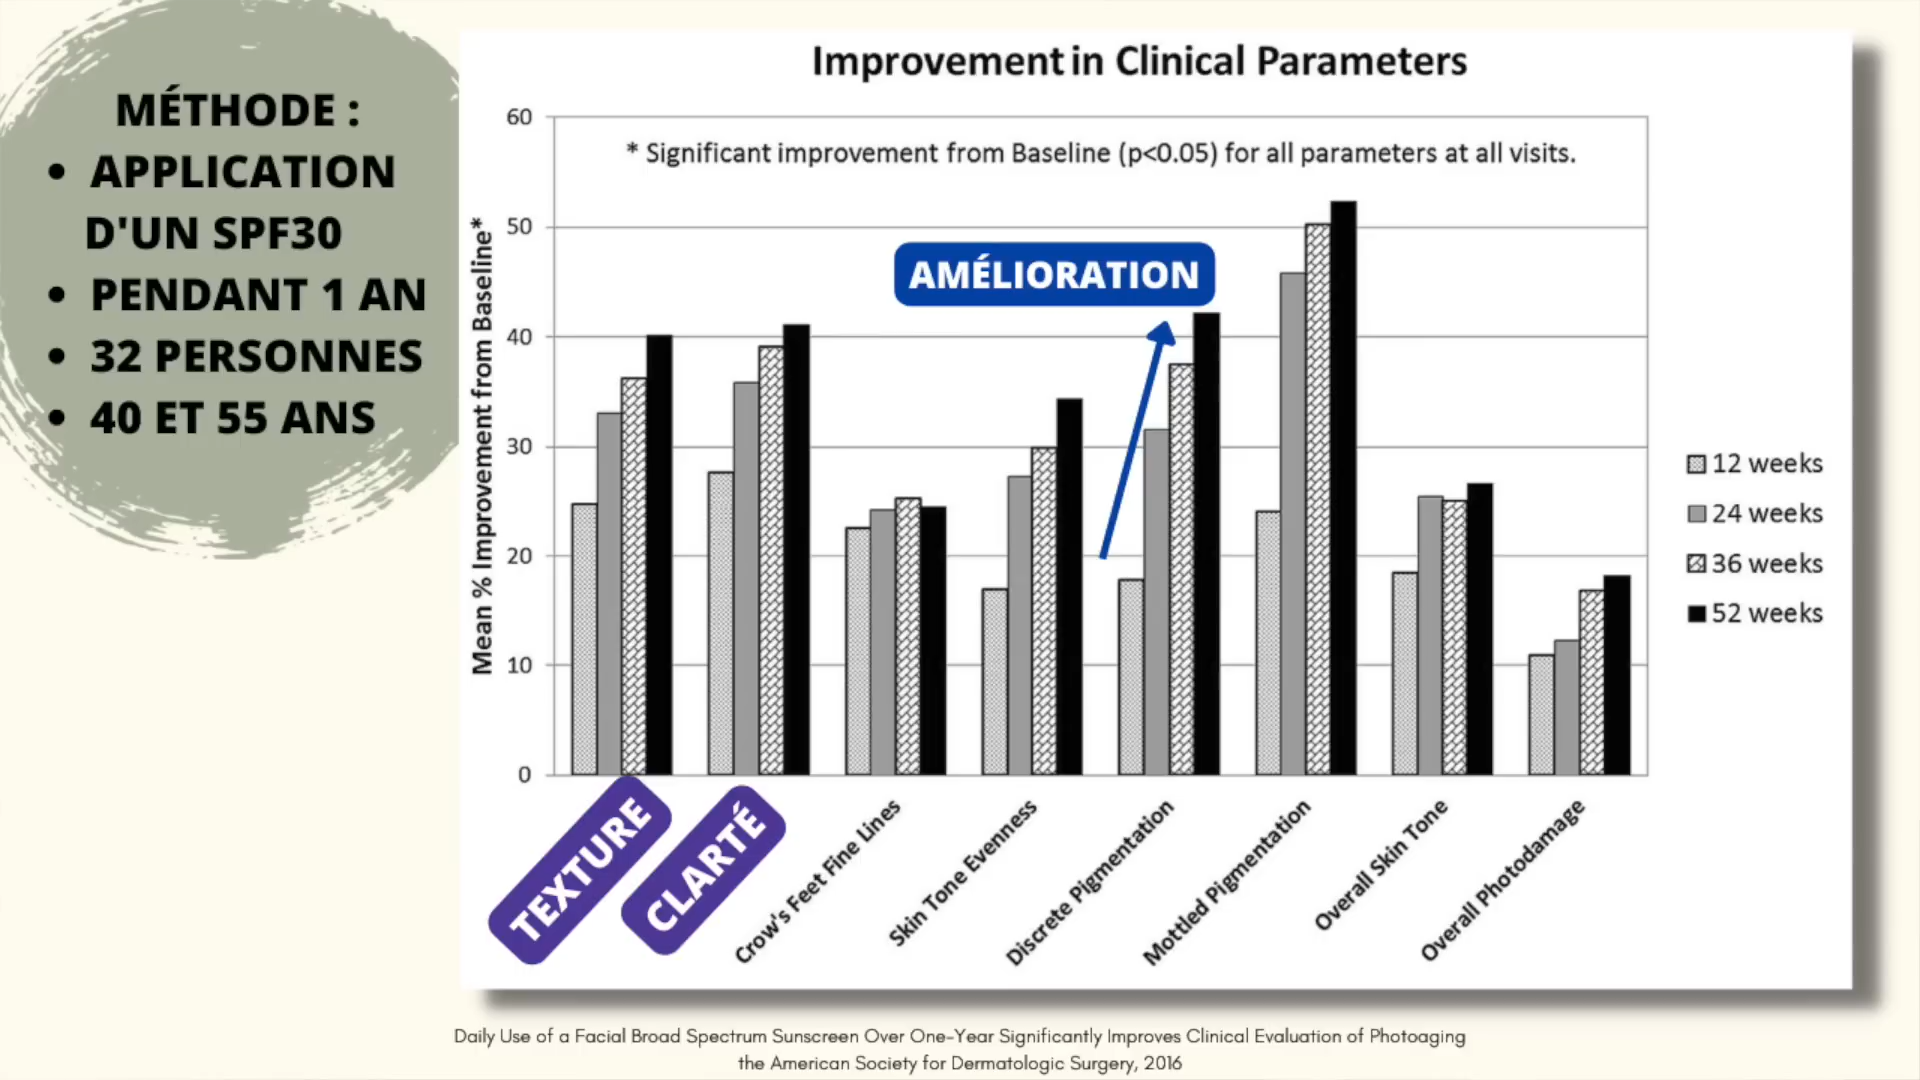 MÉTHODE :
• APPLICATION
D'UN SPF30
• PENDANT 1 AN
• 32 PERSONNES
• 40 ET 55 ANS
Improvement in Clinical Parameters
* Significant improvement from Baseline (p<0.05) for all parameters at all visits.
Mean % Improvement from Baseline*
60
50
40
30
20
10
0
AMÉLIORATION
12 weeks
24 weeks
36 weeks
52 weeks
TEXTURE
CLARTÉ
Crow's Feet Fine Lines
Skin Tone Evenness
Discrete Pigmentation
Mottled Pigmentation
Overall Skin Tone
Overall Photodamage
Daily Use of a Facial Broad Spectrum Sunscreen Over One-Year Significantly Improves Clinical Evaluation of Photoaging
the American Society for Dermatologic Surgery, 2016